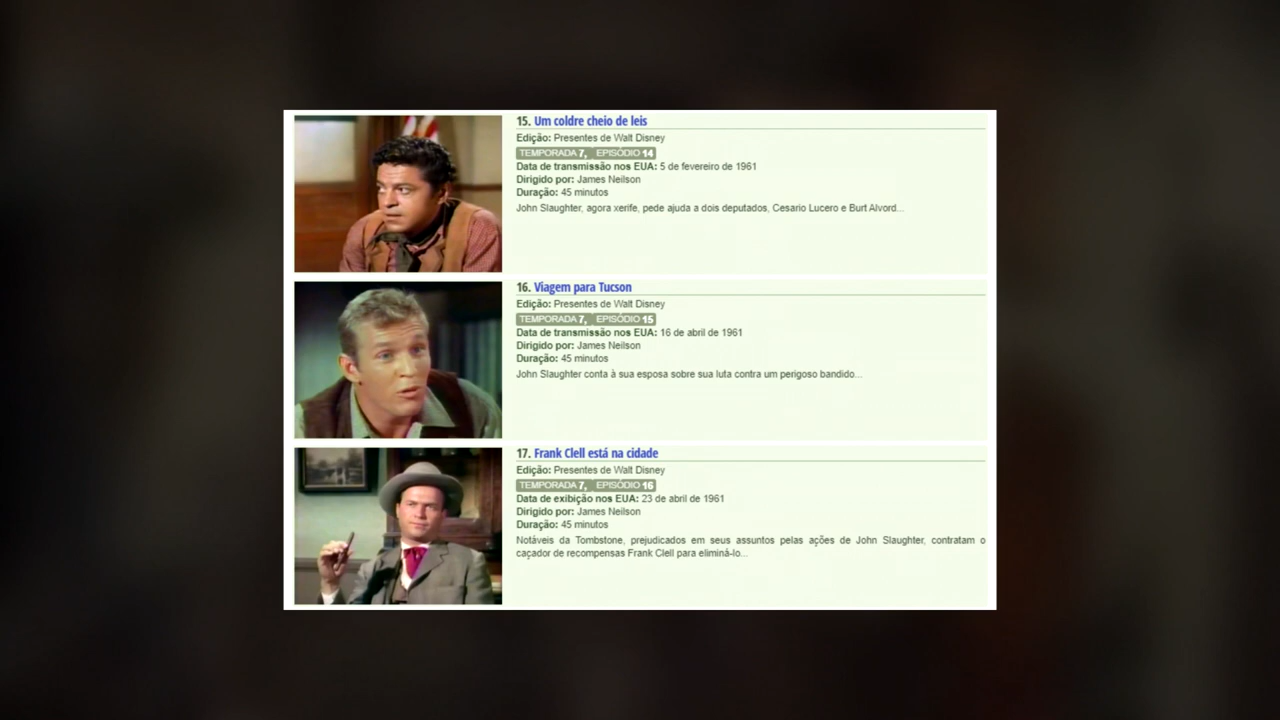 15. Um coldre cheio de leis
Edição: Presentes de Walt Disney
TEMPORADA 7, EPISÓDIO 14
Data de transmissão nos EUA: 5 de fevereiro de 1961
Dirigido por: James Neilson
Duração: 45 minutos
John Slaughter, agora xerife, pede ajuda a dois deputados, Cesario Lucero e Burt Alvord...
16. Viagem para Tucson
Edição: Presentes de Walt Disney
TEMPORADA 7, EPISÓDIO 15
Data de transmissão nos EUA: 16 de abril de 1961
Dirigido por: James Neilson
Duração: 45 minutos
John Slaughter conta à sua esposa sobre sua luta contra um perigoso bandido...
17. Frank Clell está na cidade
Edição: Presentes de Walt Disney
TEMPORADA 7, EPISÓDIO 16
Data de exibição nos EUA: 23 de abril de 1961
Dirigido por: James Neilson
Duração: 45 minutos
Notáveis da Tombstone, prejudicados em seus assuntos pelas ações de John Slaughter, contratam o
caçador de recompensas Frank Clell para eliminá-lo...